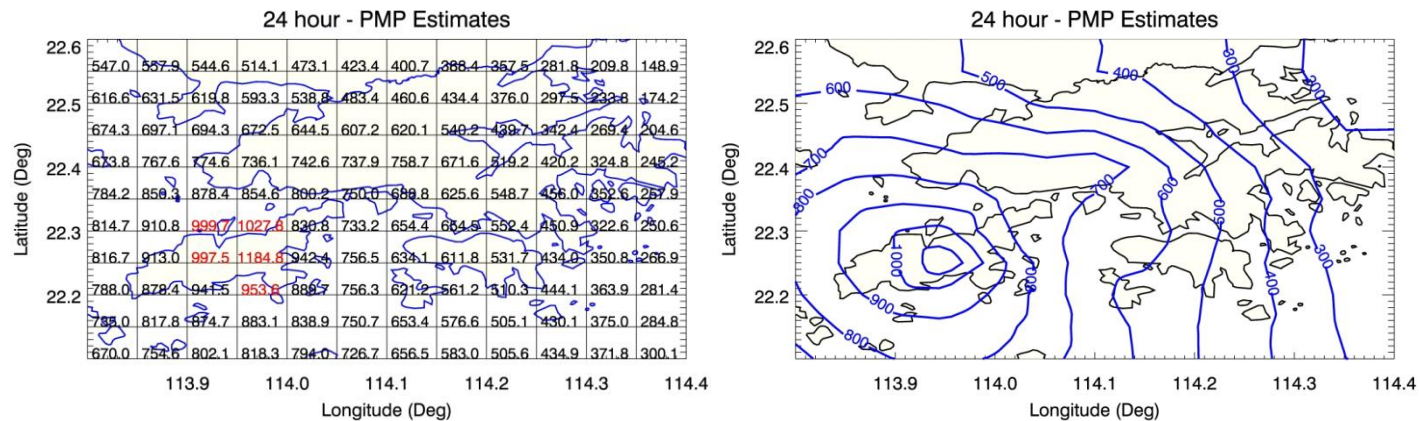 24 hour - PMP Estimates
22.6
547.0 557.9 544.6 514.1 473.1 423.4 400.7 388.4 357.5 281.8 209.8 148.9
22.5
616.6 631.5 618.8 593.3 538.8 483.4 460.6 434.4 376.0 297.5 233.8 174.2
674.3 697.1 694.3 672.5 644.5 607.2 620.1 540.2 439.7 342.4 269.4 204.6
22.4
673.8 767.6 774.6 736.1 742.6 737.9 758.7 671.6 519.2 420.2 324.8 245.2
784.2 859.3 878.4 854.6 800.2 750.0 625.6 548.7 456.0 352.6 257.9
22.3
814.7 910.8 999.7 1027.8 830.8 733.2 654.4 664.5 552.4 450.9 322.6 250.6
816.7 913.0 997.5 1184.8 942.4 756.5 634.1 611.8 531.7 434.0 350.8 266.9
22.2
788.0 878.4 941.5 953.6 889.7 756.3 621.2 561.2 510.3 444.1 363.9 281.4
817.8 874.7 883.1 838.9 750.7 653.4 576.6 505.1 430.1 375.0 284.8
670.0 754.6 802.1 818.3 794.0 726.7 656.5 583.0 505.6 434.9 371.8 300.1
113.9 114.0 114.1 114.2 114.3 114.4
Longitude (Deg)
Latitude (Deg)
24 hour - PMP Estimates
22.6
22.5
22.4
22.3
22.2
300
400
500
200
600
700
800
700
600
500
300
1000
900
400
900
800
113.9 114.0 114.1 114.2 114.3 114.4
Longitude (Deg)
Latitude (Deg)